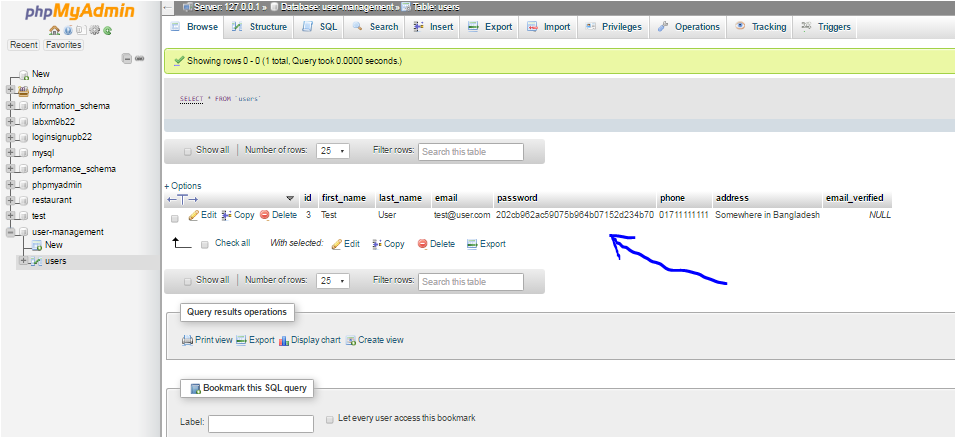 phpMyAdmin
Recent Favorites
New
bitmphp
information_schema
labxm9b22
loginsignupb22
mysql
performance_schema
phpmyadmin
restaurant
test
user-management
New
users
Server: 127.0.0.1 » Database: user-management » Table: users
Browse Structure SQL Search Insert Export Import Privileges Operations Tracking Triggers
Showing rows 0 - 0 (1 total, Query took 0.0000 seconds.)
SELECT * FROM `users`
Show all | Number of rows: 25 Filter rows: Search this table
+ Options
←T→ id first_name last_name email password phone address email_verified
Edit Copy Delete 3 Test User test@user.com 202cb962ac59075b964b07152d234b70 01711111111 Somewhere in Bangladesh NULL
Check all With selected: Edit Copy Delete Export
Show all | Number of rows: 25 Filter rows: Search this table
Query results operations
Print view Export Display chart Create view
Bookmark this SQL query
Label: Let every user access this bookmark